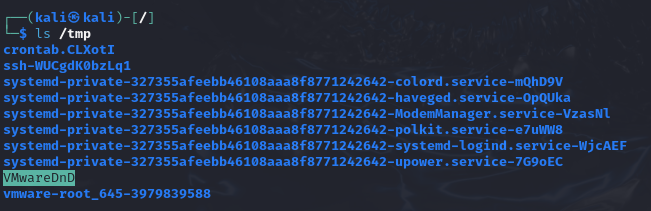 ┌──(kali㉿kali)-[/]
└─$ ls /tmp
crontab.CLXotI
ssh-WUCgdK0bzLq1
systemd-private-327355afeebb46108aaa8f8771242642-colord.service-mQhD9V
systemd-private-327355afeebb46108aaa8f8771242642-haveged.service-OpQUka
systemd-private-327355afeebb46108aaa8f8771242642-ModemManager.service-VzasNl
systemd-private-327355afeebb46108aaa8f8771242642-polkit.service-e7uWW8
systemd-private-327355afeebb46108aaa8f8771242642-systemd-logind.service-WjcAEF
systemd-private-327355afeebb46108aaa8f8771242642-upower.service-7G9oEC
VMwareDnD
vmware-root_645-3979839588